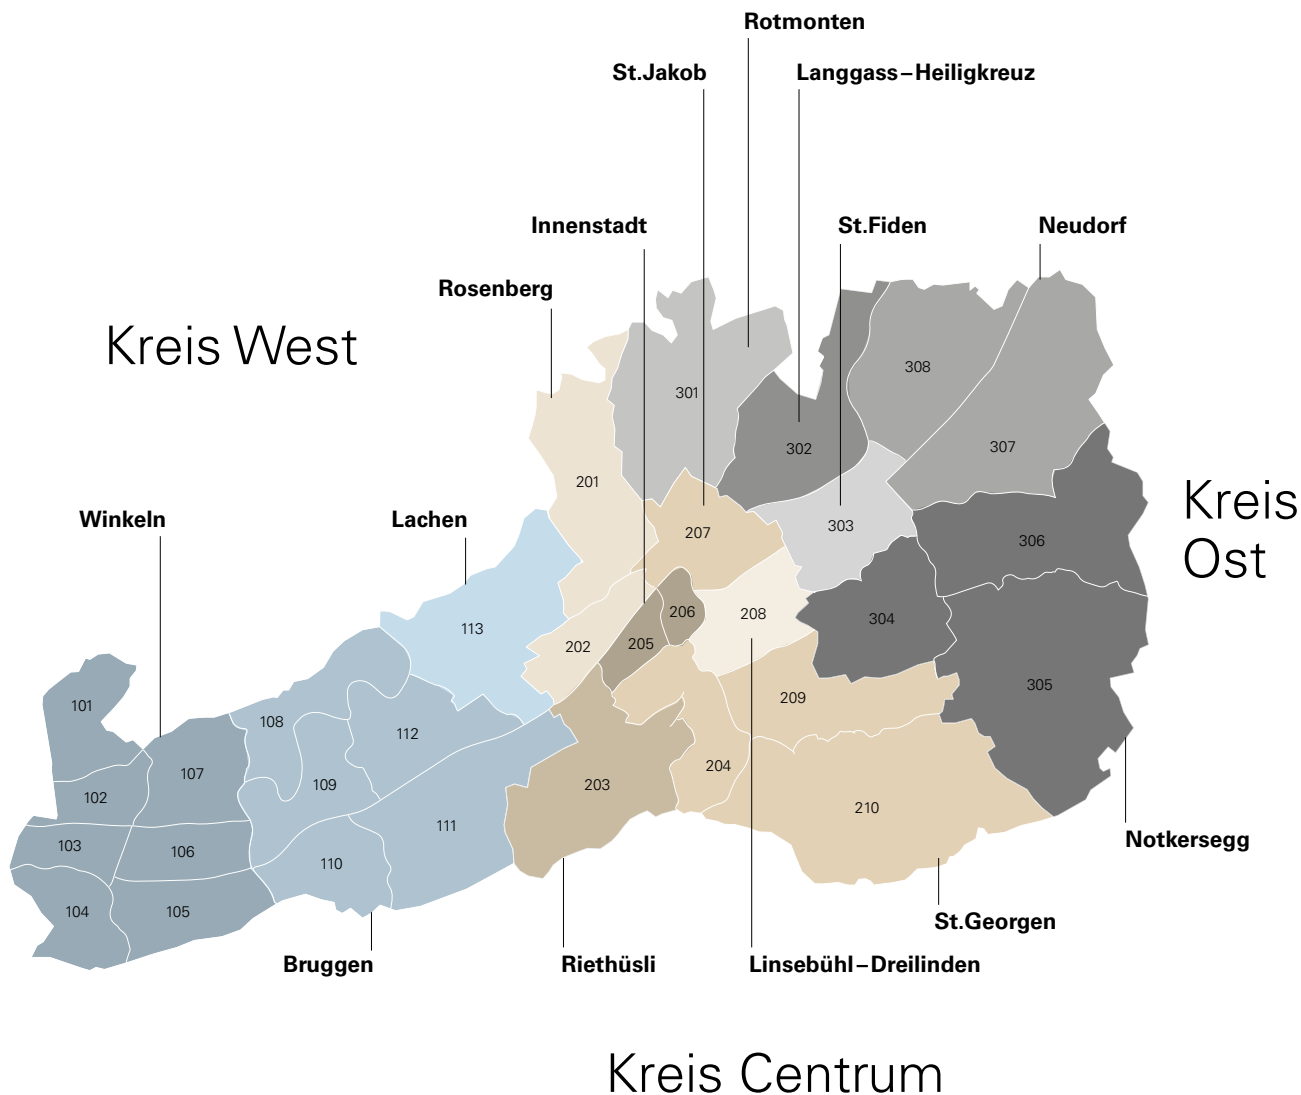 Rotmonten
St.Jakob
Langgass–Heiligkreuz
Innenstadt
St.Fiden
Neudorf
Rosenberg
Kreis West
308
301
307
302
201
Kreis
Ost
Winkeln
Lachen
303
207
306
206
208
304
113
205
202
305
101
209
108
112
204
107
109
203
102
210
111
103
106
110
Notkersegg
104
105
St.Georgen
Bruggen
Riethüsli
Linsebühl–Dreilinden
Kreis Centrum